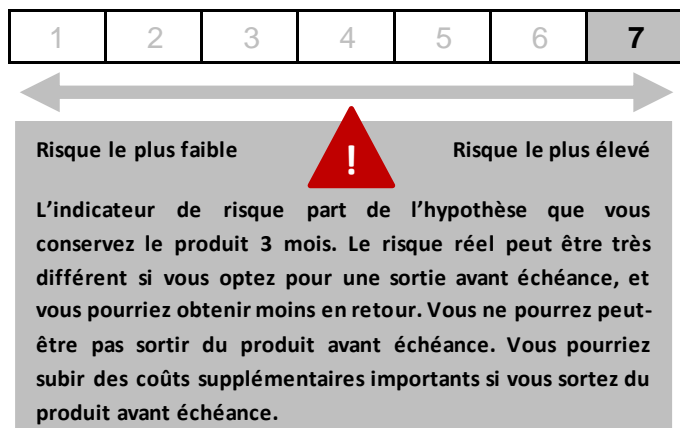 1 2 3 4 5 6 7
!
Risque le plus faible Risque le plus élevé
L'indicateur de risque part de l'hypothèse que vous
conservez le produit 3 mois. Le risque réel peut être très
différent si vous optez pour une sortie avant échéance, et
vous pourriez obtenir moins en retour. Vous ne pourrez peut-
être pas sortir du produit avant échéance. Vous pourriez
subir des coûts supplémentaires importants si vous sortez du
produit avant échéance.